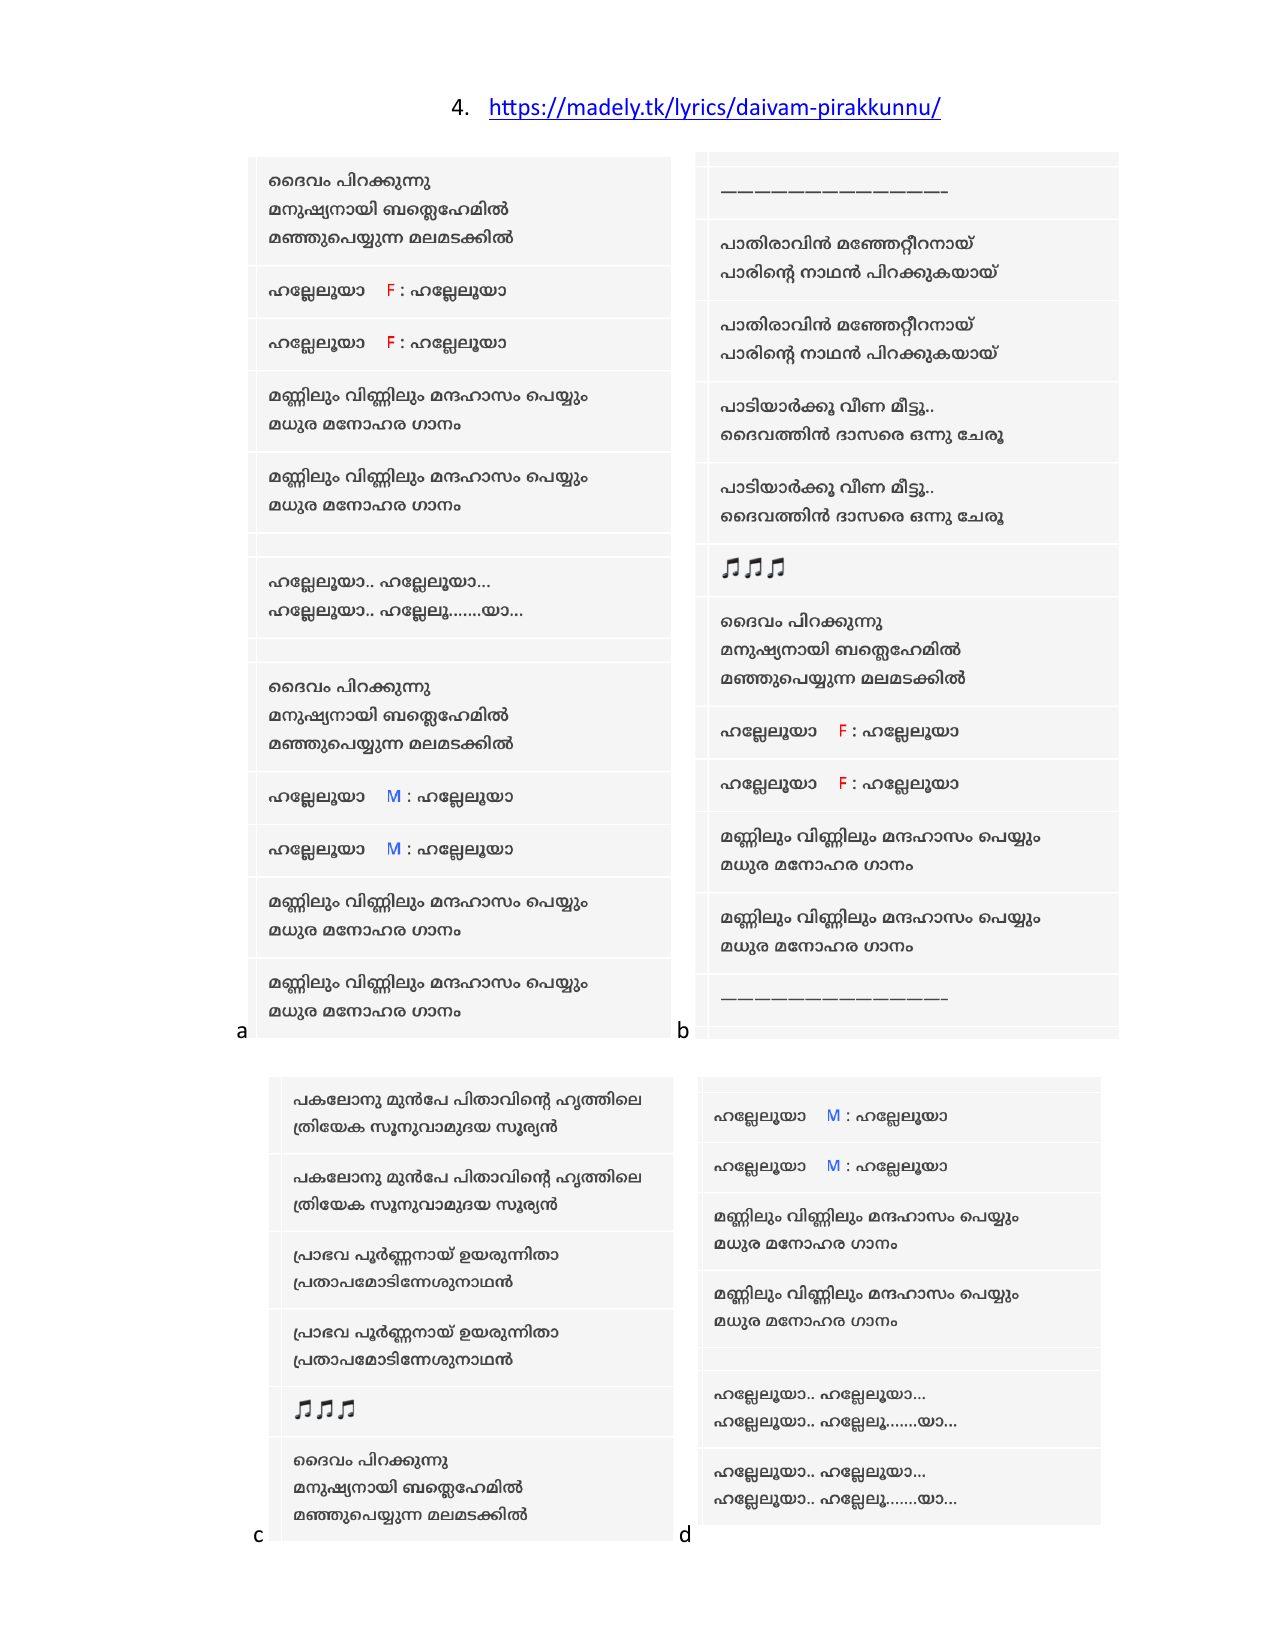 4. https://madely.tk/lyrics/daivam-pirakkunnu/
ദൈവം പിറക്കുന്നു
മനുഷ്യനായി ബത്ലെഹേമിൽ
മഞ്ഞുപെയ്യുന്ന മലമടക്കിൽ
ഹല്ലേലൂയാ F : ഹല്ലേലൂയാ
ഹല്ലേലൂയാ F : ഹല്ലേലൂയാ
മണ്ണിലും വിണ്ണിലും മന്ദഹാസം പെയ്യും
മധുര മനോഹര ഗാനം
മണ്ണിലും വിണ്ണിലും മന്ദഹാസം പെയ്യും
മധുര മനോഹര ഗാനം
ഹല്ലേലൂയാ.. ഹല്ലേലൂയാ...
ഹല്ലേലൂയാ.. ഹല്ലേലൂ.......യാ...
ദൈവം പിറക്കുന്നു
മനുഷ്യനായി ബത്ലെഹേമിൽ
മഞ്ഞുപെയ്യുന്ന മലമടക്കിൽ
ഹല്ലേലൂയാ M : ഹല്ലേലൂയാ
ഹല്ലേലൂയാ M : ഹല്ലേലൂയാ
മണ്ണിലും വിണ്ണിലും മന്ദഹാസം പെയ്യും
മധുര മനോഹര ഗാനം
മണ്ണിലും വിണ്ണിലും മന്ദഹാസം പെയ്യും
മധുര മനോഹര ഗാനം
a
—————————————–
പാതിരാവിൻ മഞ്ഞേറ്റീറനായ്
പാരിന്റെ നാഥൻ പിറക്കുകയായ്
പാതിരാവിൻ മഞ്ഞേറ്റീറനായ്
പാരിന്റെ നാഥൻ പിറക്കുകയായ്
പാടിയാർക്കൂ വീണ മീട്ടൂ..
ദൈവത്തിൻ ദാസരെ ഒന്നു ചേരൂ
പാടിയാർക്കൂ വീണ മീട്ടൂ..
ദൈവത്തിൻ ദാസരെ ഒന്നു ചേരൂ
🎵🎵🎵
ദൈവം പിറക്കുന്നു
മനുഷ്യനായി ബത്ലെഹേമിൽ
മഞ്ഞുപെയ്യുന്ന മലമടക്കിൽ
ഹല്ലേലൂയാ F : ഹല്ലേലൂയാ
ഹല്ലേലൂയാ F : ഹല്ലേലൂയാ
മണ്ണിലും വിണ്ണിലും മന്ദഹാസം പെയ്യും
മധുര മനോഹര ഗാനം
മണ്ണിലും വിണ്ണിലും മന്ദഹാസം പെയ്യും
മധുര മനോഹര ഗാനം
—————————————–
b
പകലോനു മുൻപേ പിതാവിന്റെ ഹൃത്തിലെ
ത്രിയേക സൂനുവാമുദയ സൂര്യൻ
പകലോനു മുൻപേ പിതാവിന്റെ ഹൃത്തിലെ
ത്രിയേക സൂനുവാമുദയ സൂര്യൻ
പ്രാഭവ പൂർണ്ണനായ് ഉയരുന്നിതാ
പ്രതാപമോടിന്നേശുനാഥൻ
പ്രാഭവ പൂർണ്ണനായ് ഉയരുന്നിതാ
പ്രതാപമോടിന്നേശുനാഥൻ
🎵🎵🎵
ദൈവം പിറക്കുന്നു
മനുഷ്യനായി ബത്ലെഹേമിൽ
മഞ്ഞുപെയ്യുന്ന മലമടക്കിൽ
c
ഹല്ലേലൂയാ M : ഹല്ലേലൂയാ
ഹല്ലേലൂയാ M : ഹല്ലേലൂയാ
മണ്ണിലും വിണ്ണിലും മന്ദഹാസം പെയ്യും
മധുര മനോഹര ഗാനം
മണ്ണിലും വിണ്ണിലും മന്ദഹാസം പെയ്യും
മധുര മനോഹര ഗാനം
ഹല്ലേലൂയാ.. ഹല്ലേലൂയാ...
ഹല്ലേലൂയാ.. ഹല്ലേലൂ.......യാ...
ഹല്ലേലൂയാ.. ഹല്ലേലൂയാ...
ഹല്ലേലൂയാ.. ഹല്ലേലൂ.......യാ...
d